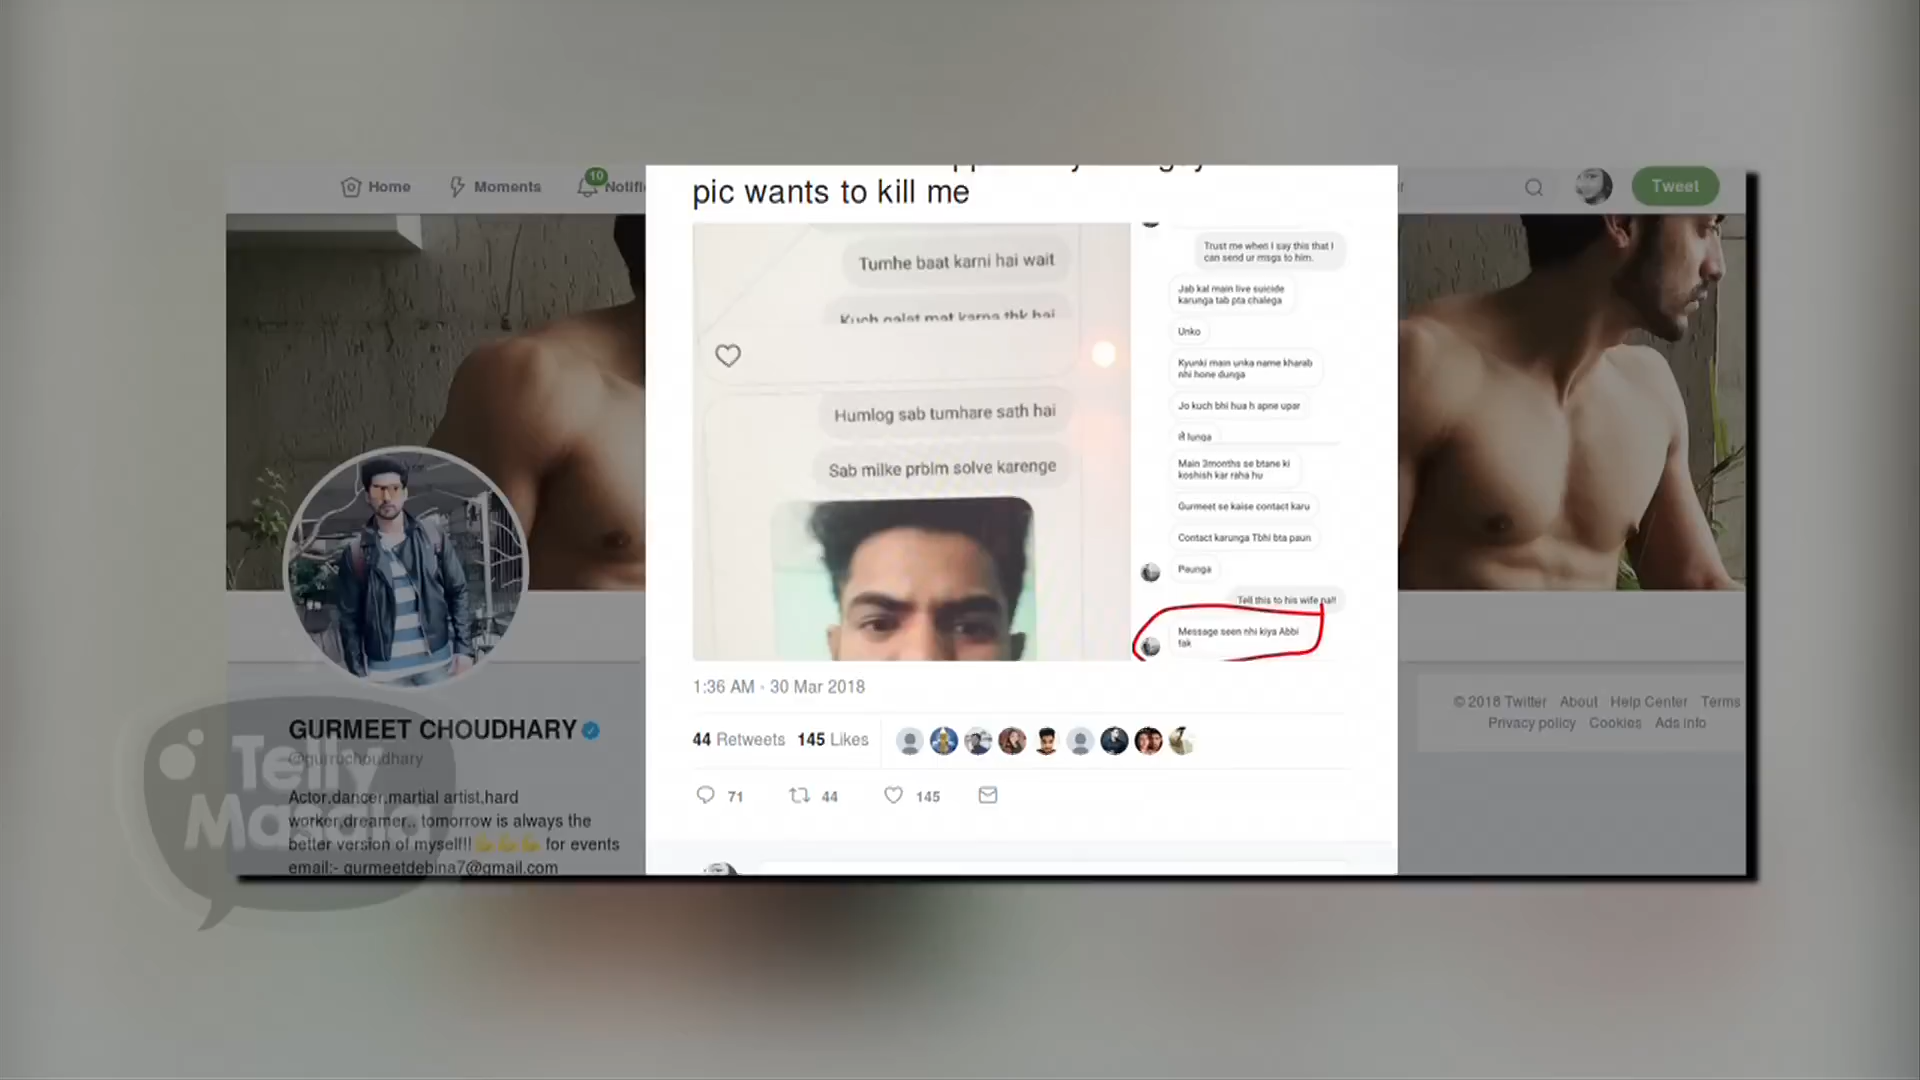 Home
Moments
10
Tweet
pic wants to kill me
Tumhe baat karni hai wait
Kuch galat mat karna thk hai
Humlog sab tumhare sath hai
Sab milke prblm solve karenge
Trust me when I say this that I
can send ur msgs to him.
Jab kal main live suicide
karunga tab pta chalega
Unko
Kyunki main unka name kharab
nhi hone dunga
Jo kuch bhi hua h apne upar
le lunga
Main 3months se btane ki
koshish kar raha hu
Gurmeet se kaise contact karu
Contact karunga Tbhi bta paun
Paunga
Tell this to his wife na!!
Message seen nhi kiya Abbi
tak
1:36 AM · 30 Mar 2018
44 Retweets 145 Likes
71
44
145
GURMEET CHOUDHARY
@gurruchoudhary
Actor,dancer,martial artist,hard
worker,dreamer.. tomorrow is always the
better version of myself!! 💪💪💪 for events
email:- gurmeetdebina7@gmail.com
Telly
Masala
© 2018 Twitter About Help Center Terms
Privacy policy Cookies Ads info